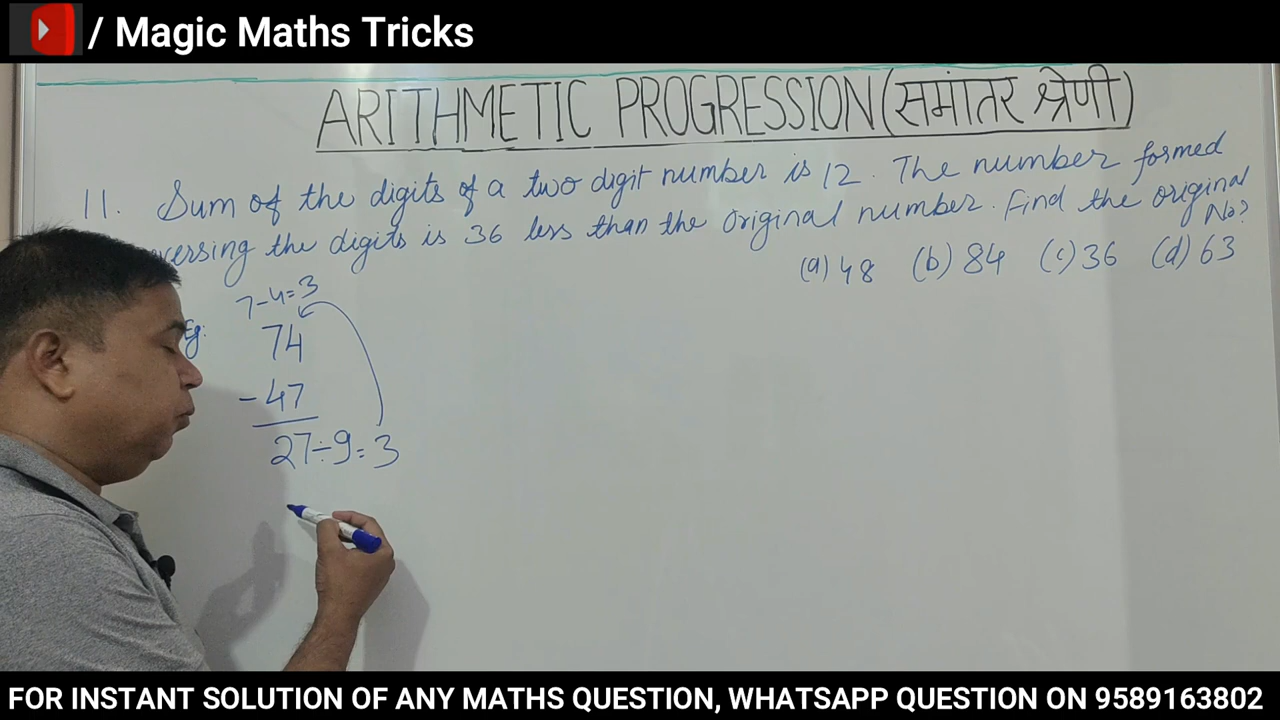 / Magic Maths Tricks
ARITHMETIC PROGRESSION (समांतर श्रेणी)
11. Sum of the digits of a two digit number is 12. The number formed
versing the digits is 36 less than the original number. Find the original
No?
(a) 48 (b) 84 (c) 36 (d) 63
7-4=3
g:
74
-47
27÷9=3
FOR INSTANT SOLUTION OF ANY MATHS QUESTION, WHATSAPP QUESTION ON 9589163802